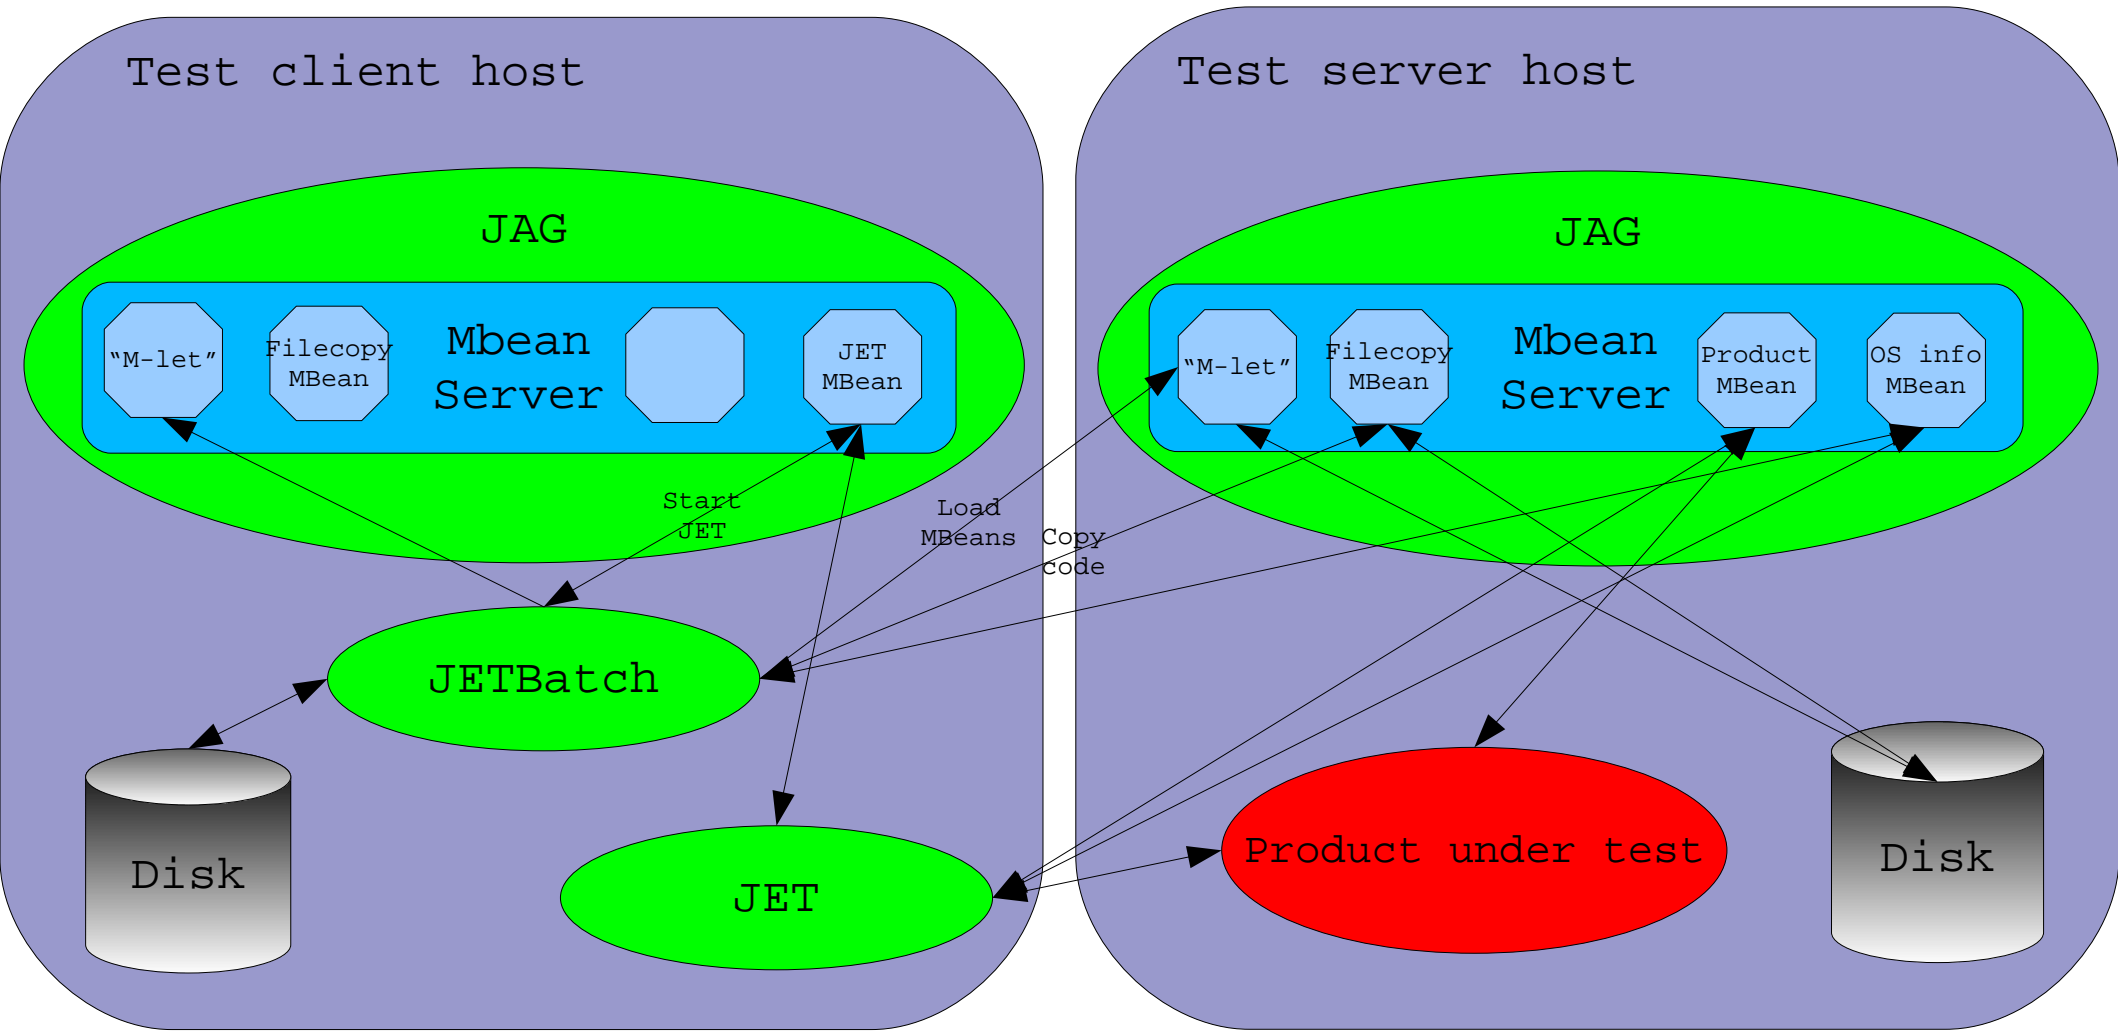 Test client host
JAG
“M-let”
Filecopy
MBean
Mbean
Server
JET
MBean
Start
JET
Load
MBeans
Copy
code
JETBatch
Disk
JET
Test server host
JAG
“M-let”
Filecopy
MBean
Mbean
Server
Product
MBean
OS info
MBean
Product under test
Disk